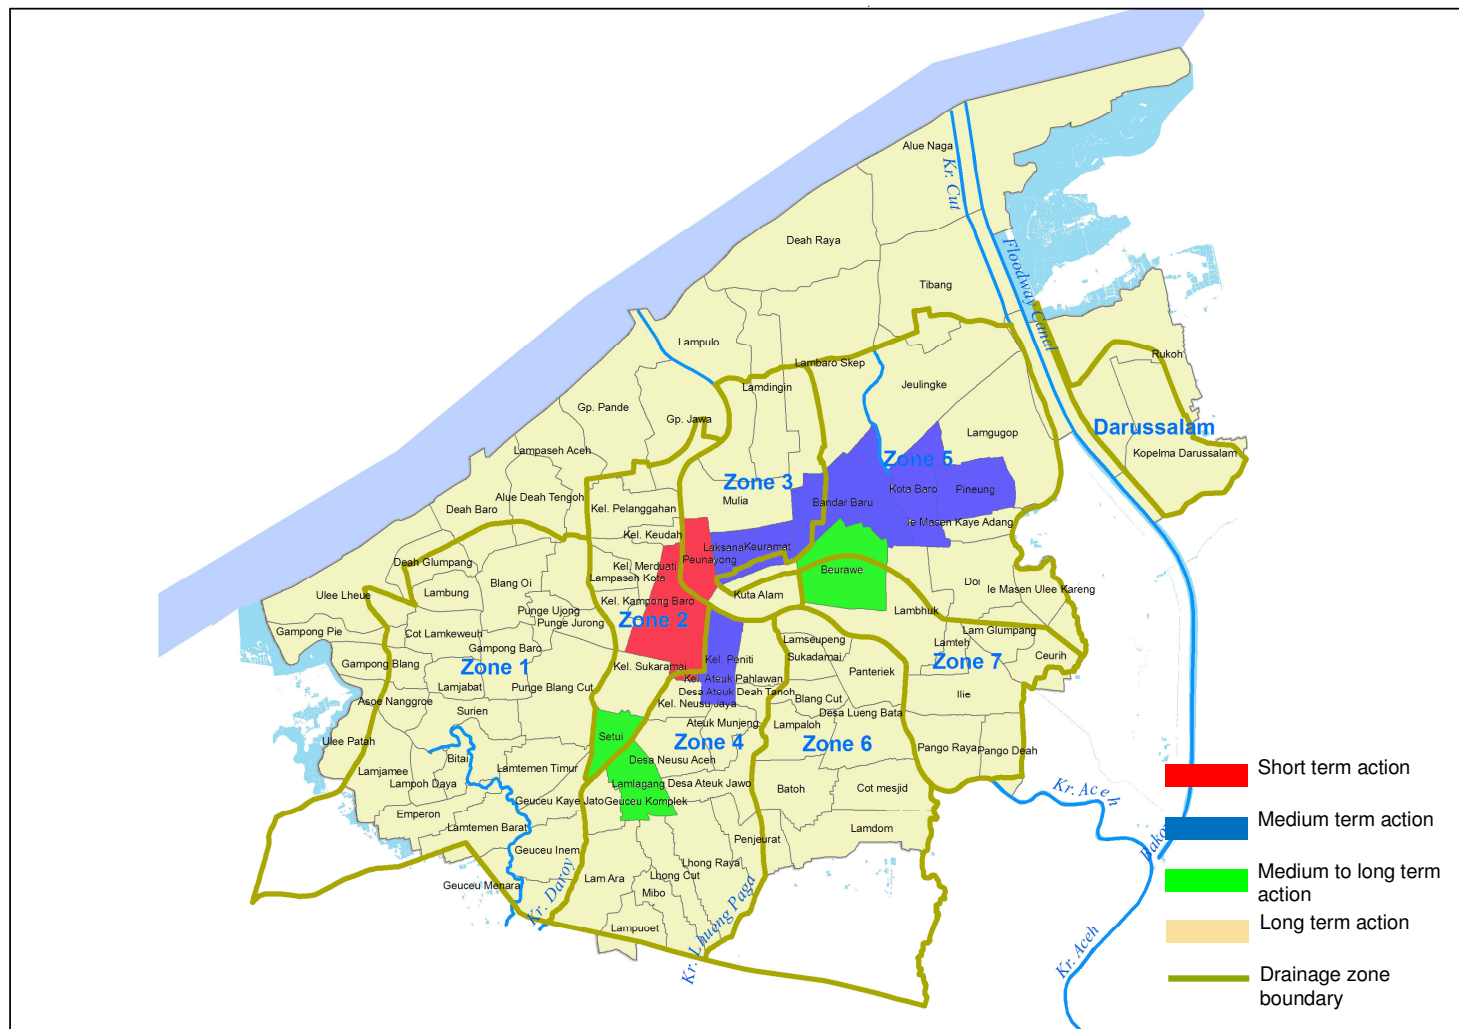 Alue Naga
Kr. Cut
Deah Raya
Floodway Canel
Tibang
Lampulo
Rukoh
Lambaro Skep
Lamdingin
Jeulingke
Gp. Pande
Gp. Jawa
Darussalam
Lamgugop
Lampaseh Aceh
Kopelma Darussalam
Zone 5
Zone 3
Kota Baro
Pineung
Alue Deah Tengoh
Mulia
Bandar Baru
Deah Baro
Kel. Pelanggahan
Ie Masen Kaye Adang
Kel. Keudah
Laksana
Keuramat
Deah Glumpang
Kel. Merduati
Peunayong
Beurawe
Lampaseh Kota
Blang Oi
Doi
Ie Masen Ulee Kareng
Ulee Lheue
Lambung
Kuta Alam
Kel. Kampong Baro
Punge Ujong
Lambhuk
Zone 2
Punge Jurong
Gampong Pie
Cot Lamkeweuh
Lam Glumpang
Lamseupeng
Lamteh
Gampong Baro
Sukadamai
Ceurih
Gampong Blang
Zone 1
Kel. Sukaramai
Kel. Peniti
Zone 7
Panteriek
Kel. Ateuk Pahlawan
Lamjabat
Punge Blang Cut
Desa Ateuk Deah Tanoh
Ilie
Asoe Nanggroe
Kel. Neusu Jaya
Blang Cut
Surien
Desa Lueng Bata
Ateuk Munjeng
Lampaloh
Setui
Ulee Patah
Zone 4
Zone 6
Pango Raya
Pango Deah
Bitai
Desa Neusu Aceh
Lamjamee
Lamtemen Timur
Lampoh Daya
Lamlagang
Desa Ateuk Jawo
Batoh
Cot mesjid
Kr. Aceh
Geuceu Kaye Jato
Geuceu Komplek
Emperon
Lamtemen Barat
Lamdom
Penjeurat
Geuceu Inem
Lhong Raya
Lhong Cut
Lam Ara
Geuceu Menara
Mibo
Kr. Daroy
Lampuoet
Kr. Lhueng Paga
Kr. Aceh
Short term action
Medium term action
Medium to long term
action
Long term action
Drainage zone
boundary